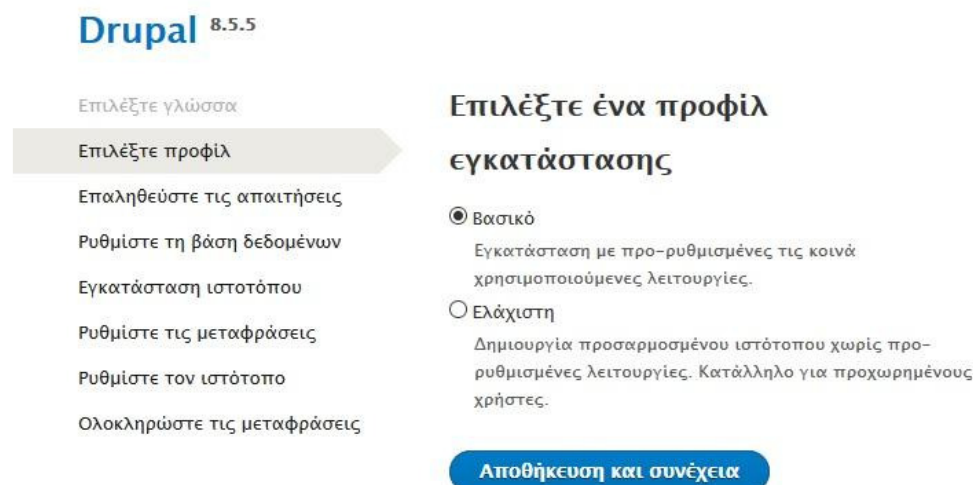 Drupal 8.5.5
Επιλέξτε γλώσσα
Επιλέξτε προφίλ
Επαληθεύστε τις απαιτήσεις
Ρυθμίστε τη βάση δεδομένων
Εγκατάσταση ιστοτόπου
Ρυθμίστε τις μεταφράσεις
Ρυθμίστε τον ιστότοπο
Ολοκληρώστε τις μεταφράσεις
Επιλέξτε ένα προφίλ
εγκατάστασης
Βασικό
Εγκατάσταση με προ-ρυθμισμένες τις κοινά
χρησιμοποιούμενες λειτουργίες.
Ελάχιστη
Δημιουργία προσαρμοσμένου ιστότοπου χωρίς προ-
ρυθμισμένες λειτουργίες. Κατάλληλο για προχωρημένους
χρήστες.
Αποθήκευση και συνέχεια